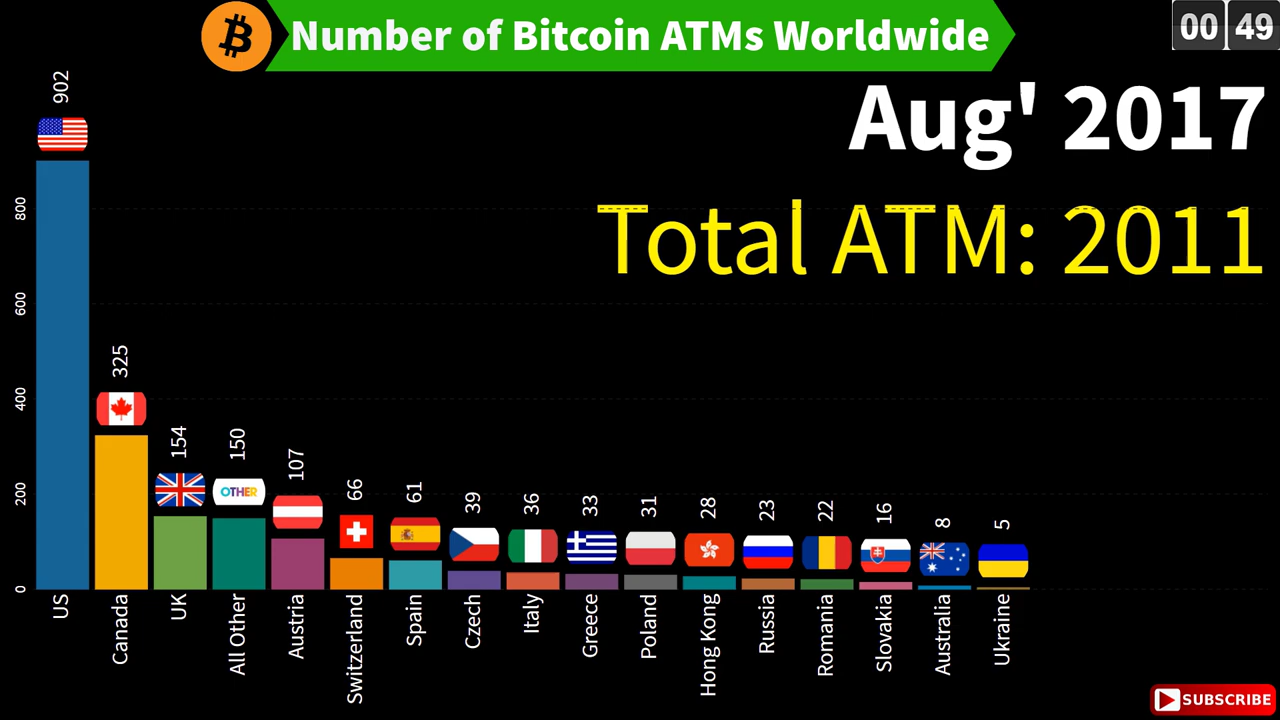 Number of Bitcoin ATMs Worldwide
00 49
Aug' 2017
Total ATM: 2011
800
600
400
200
0
902
325
154
150
107
66
61
39
36
33
31
28
23
22
16
8
5
OTHER
US
Canada
UK
All Other
Austria
Switzerland
Spain
Czech
Italy
Greece
Poland
Hong Kong
Russia
Romania
Slovakia
Australia
Ukraine
SUBSCRIBE